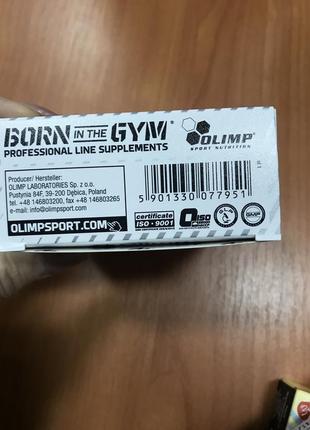 BORN IN THE GYM®
PROFESSIONAL LINE SUPPLEMENTS
OLIMP®
SPORT NUTRITION
Producer/ Hersteller:
OLIMP LABORATORIES Sp. z o.o.
Pustynia 84F, 39-200 Dębica, Poland
tel. +48 146803200, fax +48 146803265
e-mail: info@olimpsport.com
OLIMPSPORT.COM
5 901330 077951
certificate
ISO • 9001
ISO
GMP